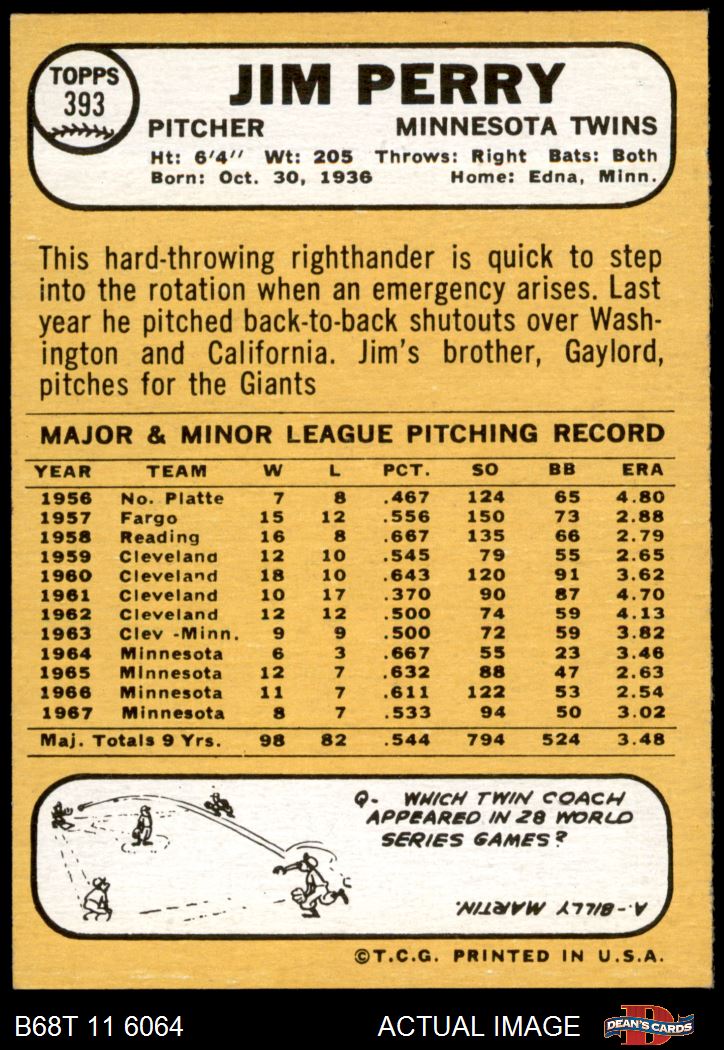 TOPPS
393
JIM PERRY
PITCHER MINNESOTA TWINS
Ht: 6'4" Wt: 205 Throws: Right Bats: Both
Born: Oct. 30, 1936 Home: Edna, Minn.
This hard-throwing righthander is quick to step
into the rotation when an emergency arises. Last
year he pitched back-to-back shutouts over Wash-
ington and California. Jim's brother, Gaylord,
pitches for the Giants
MAJOR & MINOR LEAGUE PITCHING RECORD
YEAR TEAM W L PCT. SO BB ERA
1956 No. Platte 7 8 .467 124 65 4.80
1957 Fargo 15 12 .556 150 73 2.88
1958 Reading 16 8 .667 135 66 2.79
1959 Cleveland 12 10 .545 79 55 2.65
1960 Cleveland 18 10 .643 120 91 3.62
1961 Cleveland 10 17 .370 90 87 4.70
1962 Cleveland 12 12 .500 74 59 4.13
1963 Clev -Minn. 9 9 .500 72 59 3.82
1964 Minnesota 6 3 .667 55 23 3.46
1965 Minnesota 12 7 .632 88 47 2.63
1966 Minnesota 11 7 .611 122 53 2.54
1967 Minnesota 8 7 .533 94 50 3.02
Maj. Totals 9 Yrs. 98 82 .544 794 524 3.48
Q- WHICH TWIN COACH
APPEARED IN 28 WORLD
SERIES GAMES?
A-BILLY MARTIN.
©T.C.G. PRINTED IN U.S.A.
B68T 11 6064 ACTUAL IMAGE DEAN'S CARDS